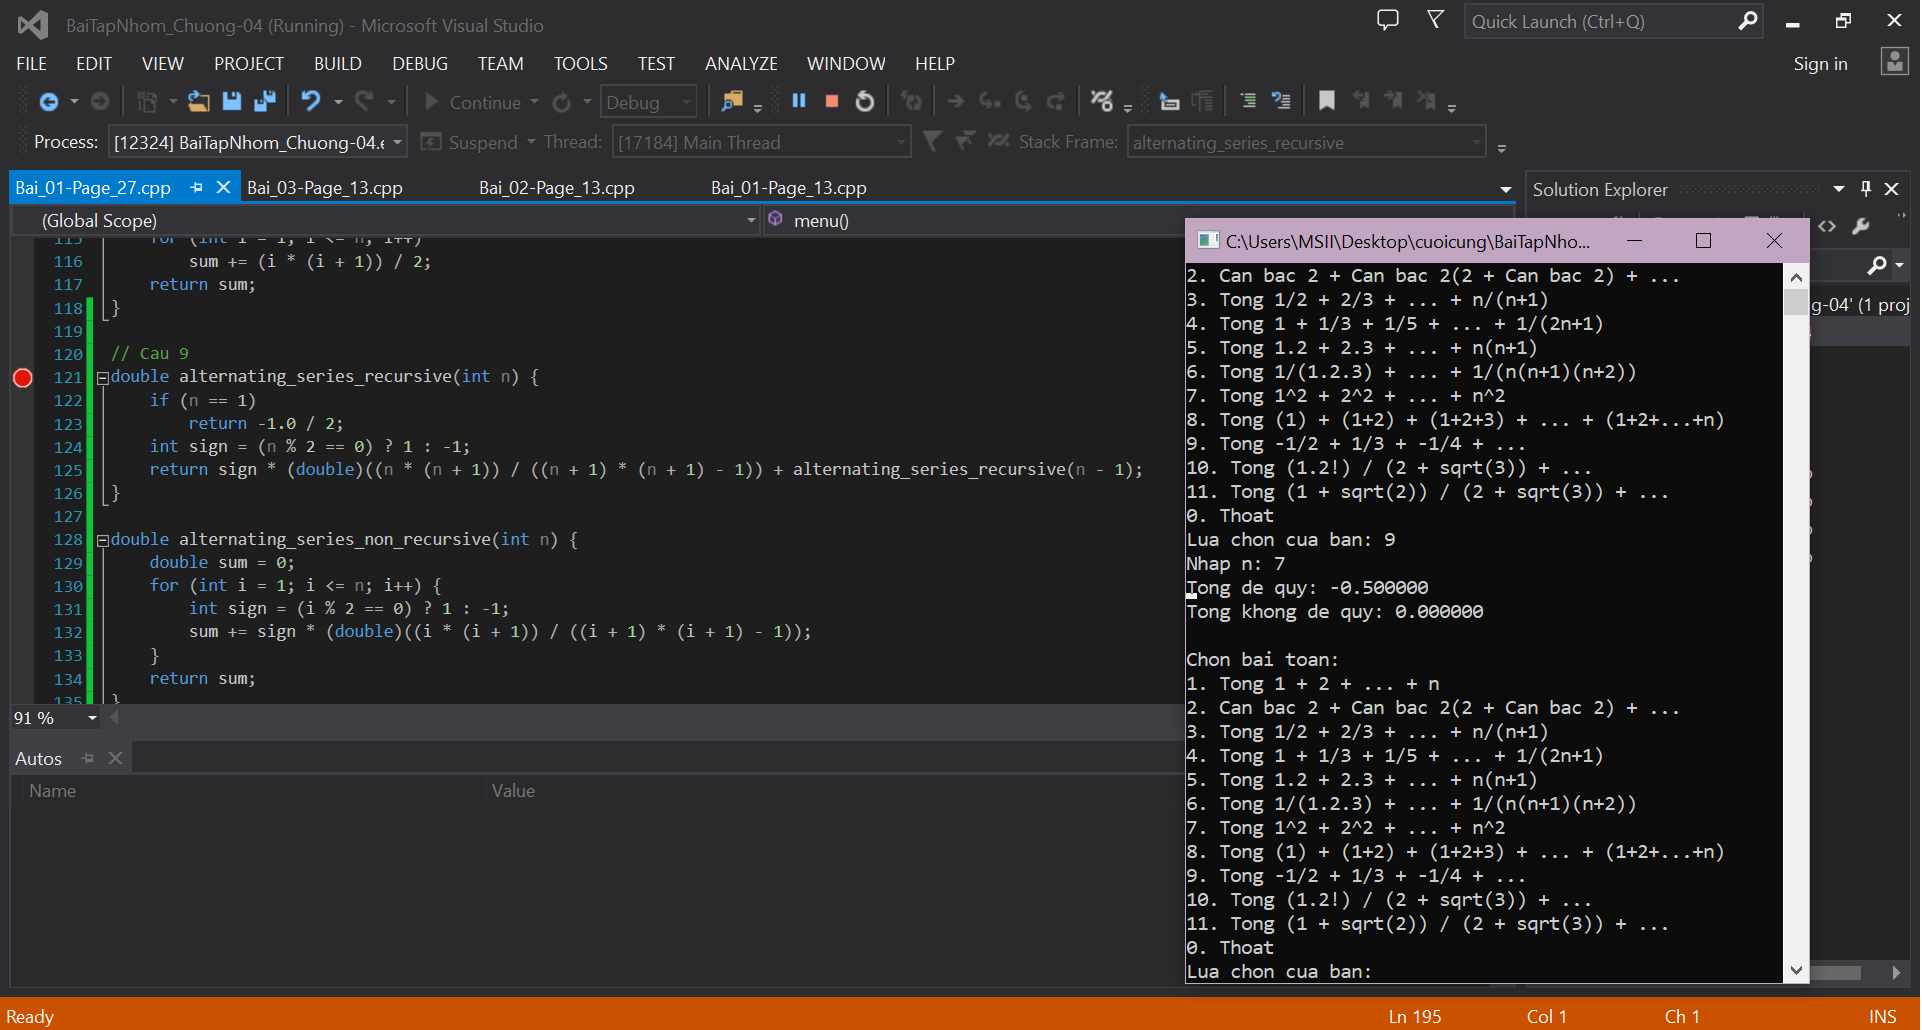 BaiTapNhom_Chuong-04 (Running) - Microsoft Visual Studio
Quick Launch (Ctrl+Q)
FILE EDIT VIEW PROJECT BUILD DEBUG TEAM TOOLS TEST ANALYZE WINDOW HELP
Sign in
Continue
Debug
Process: [12324] BaiTapNhom_Chuong-04.e
Suspend Thread: [17184] Main Thread
Stack Frame: alternating_series_recursive
Bai_01-Page_27.cpp Bai_03-Page_13.cpp Bai_02-Page_13.cpp Bai_01-Page_13.cpp
(Global Scope) menu()
115 for (int i = 1; i <= n; i++)
116 sum += (i * (i + 1)) / 2;
117 return sum;
118 }
119
120 // Cau 9
121 double alternating_series_recursive(int n) {
122 if (n == 1)
123 return -1.0 / 2;
124 int sign = (n % 2 == 0) ? 1 : -1;
125 return sign * (double)((n * (n + 1)) / ((n + 1) * (n + 1) - 1)) + alternating_series_recursive(n - 1);
126 }
127
128 double alternating_series_non_recursive(int n) {
129 double sum = 0;
130 for (int i = 1; i <= n; i++) {
131 int sign = (i % 2 == 0) ? 1 : -1;
132 sum += sign * (double)((i * (i + 1)) / ((i + 1) * (i + 1) - 1));
133 }
134 return sum;
135 }
91 %
Autos
Name Value
Solution Explorer
g-04' (1 proj
C:\Users\MSII\Desktop\cuoicung\BaiTapNho...
2. Can bac 2 + Can bac 2(2 + Can bac 2) + ...
3. Tong 1/2 + 2/3 + ... + n/(n+1)
4. Tong 1 + 1/3 + 1/5 + ... + 1/(2n+1)
5. Tong 1.2 + 2.3 + ... + n(n+1)
6. Tong 1/(1.2.3) + ... + 1/(n(n+1)(n+2))
7. Tong 1^2 + 2^2 + ... + n^2
8. Tong (1) + (1+2) + (1+2+3) + ... + (1+2+...+n)
9. Tong -1/2 + 1/3 + -1/4 + ...
10. Tong (1.2!) / (2 + sqrt(3)) + ...
11. Tong (1 + sqrt(2)) / (2 + sqrt(3)) + ...
0. Thoat
Lua chon cua ban: 9
Nhap n: 7
Tong de quy: -0.500000
Tong khong de quy: 0.000000
Chon bai toan:
1. Tong 1 + 2 + ... + n
2. Can bac 2 + Can bac 2(2 + Can bac 2) + ...
3. Tong 1/2 + 2/3 + ... + n/(n+1)
4. Tong 1 + 1/3 + 1/5 + ... + 1/(2n+1)
5. Tong 1.2 + 2.3 + ... + n(n+1)
6. Tong 1/(1.2.3) + ... + 1/(n(n+1)(n+2))
7. Tong 1^2 + 2^2 + ... + n^2
8. Tong (1) + (1+2) + (1+2+3) + ... + (1+2+...+n)
9. Tong -1/2 + 1/3 + -1/4 + ...
10. Tong (1.2!) / (2 + sqrt(3)) + ...
11. Tong (1 + sqrt(2)) / (2 + sqrt(3)) + ...
0. Thoat
Lua chon cua ban:
Ready
Ln 195 Col 1 Ch 1 INS